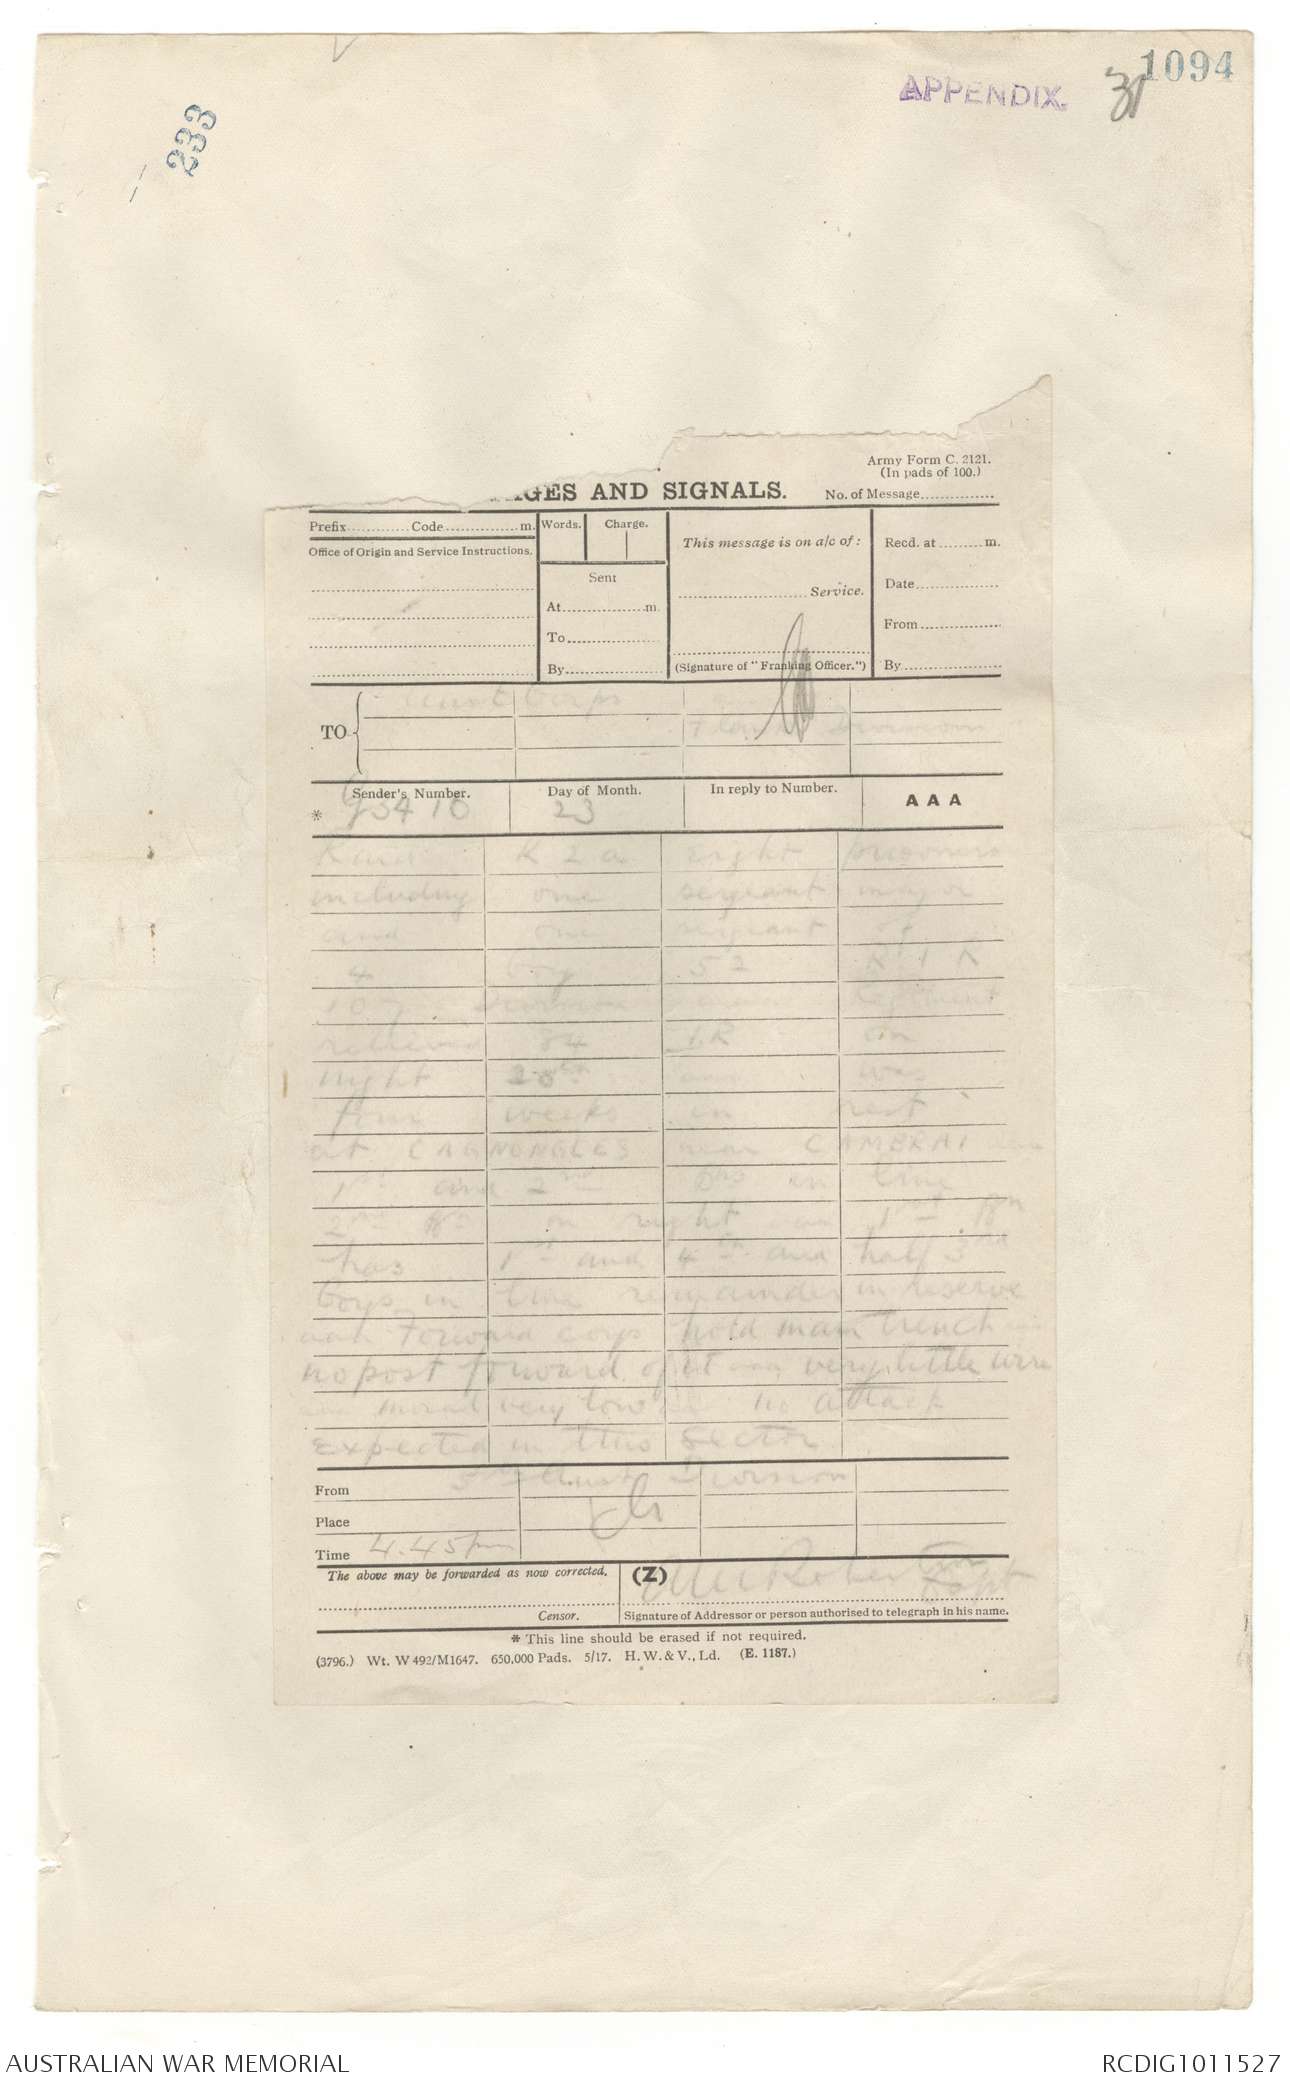 1094
APPENDIX. 31
233
Army Form C. 2121.
(In pads of 100.)
AGES AND SIGNALS. No. of Message
Prefix Code m. Words. Charge.
This message is on a/c of: Recd. at m.
Office of Origin and Service Instructions.
Sent
Service. Date
At m.
To From
By (Signature of "Franking Officer.") By
TO Aust Corps
Division
Sender's Number. Day of Month. In reply to Number. AAA
* G3410 23
K 2 a eight prisoners
including one sergeant major
and one sergeant of
4 coy 52 R I R
107 Division Regiment
relieved 84 I.R on
night 20th was
four weeks in rest
at CAGNONGLES near CAMBRAI
1st and 2nd Bns in line
2nd Bn on right 1st Bn
has 1st and 4th and half 3rd
coys in line remainder in reserve
Forward coys hold main trench
no post forward of it very little wire
very low no attack
expected in this sector
From Aust Division
Place
Time 4.45pm
The above may be forwarded as now corrected. (Z)
Capt
Censor. Signature of Addressor or person authorised to telegraph in his name.
* This line should be erased if not required.
(3796.) Wt. W 492/M1647. 650,000 Pads. 5/17. H. W. & V., Ld. (E. 1187.)
AUSTRALIAN WAR MEMORIAL RCDIG1011527